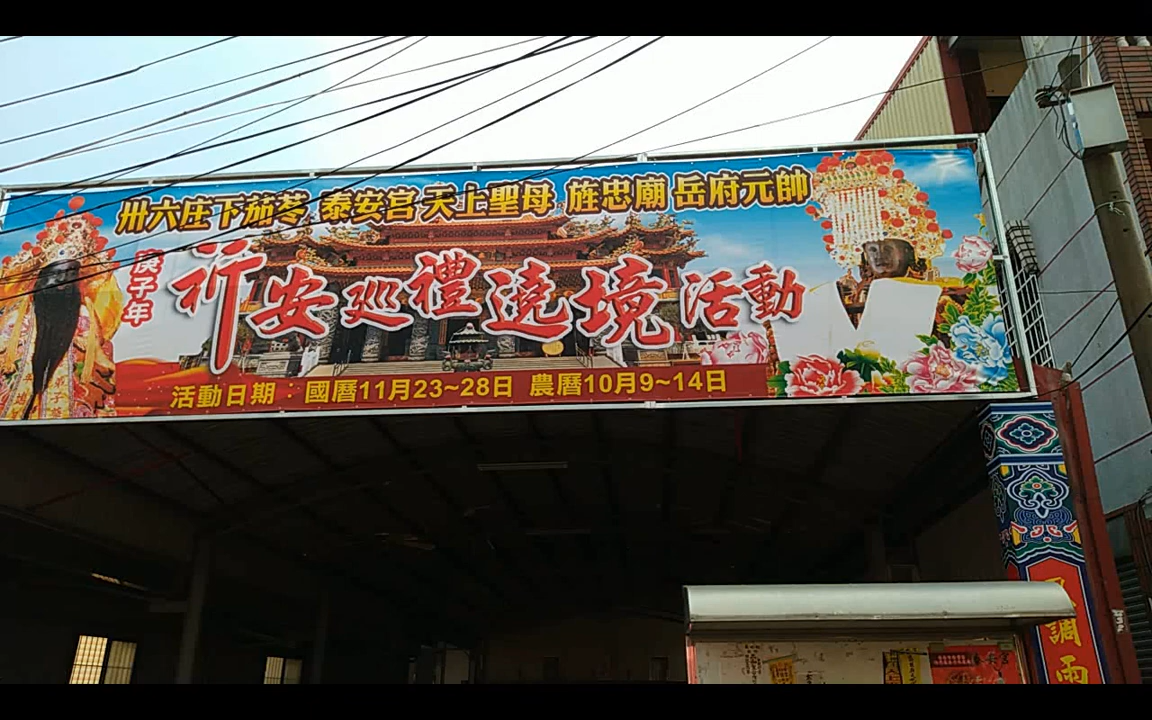 卅六庄下茄苳 泰安宮 天上聖母 旌忠廟 岳府元帥
庚子年
祈安巡禮遶境活動
活動日期：國曆11月23~28日 農曆10月9~14日
調雨